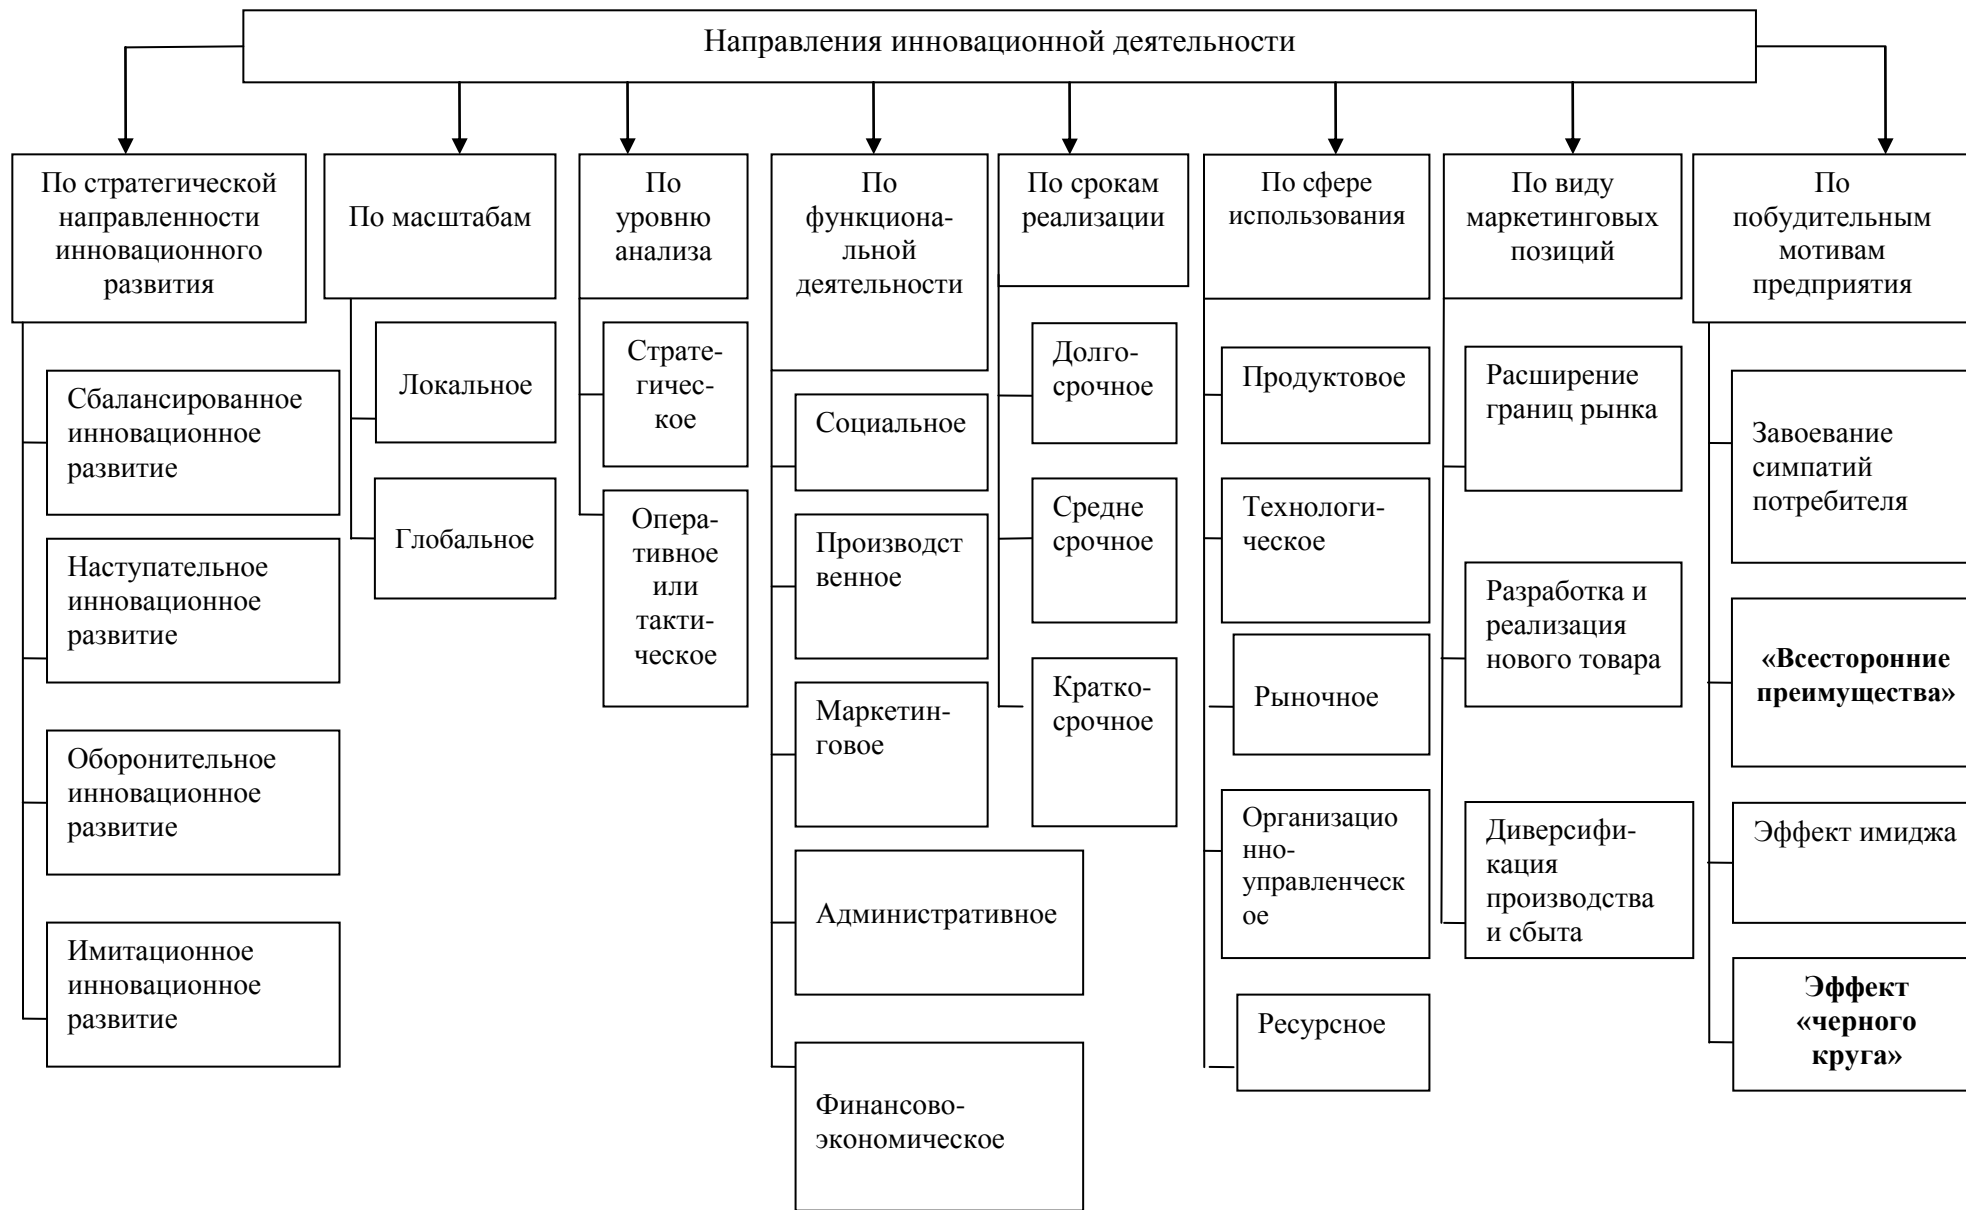 Направления инновационной деятельности
По стратегической
направленности
инновационного
развития
Сбалансированное
инновационное
развитие
Наступательное
инновационное
развитие
Оборонительное
инновационное
развитие
Имитационное
инновационное
развитие
По масштабам
Локальное
Глобальное
По
уровню
анализа
Страте-
гичес-
кое
Опера-
тивное
или
такти-
ческое
По
функциона-
льной
деятельности
Социальное
Производст
венное
Маркетин-
говое
Административное
Финансово-
экономическое
По срокам
реализации
Долго-
срочное
Средне
срочное
Кратко-
срочное
По сфере
использования
Продуктовое
Технологи-
ческое
Рыночное
Организацио
нно-
управленческ
ое
Ресурсное
По виду
маркетинговых
позиций
Расширение
границ рынка
Разработка и
реализация
нового товара
Диверсифи-
кация
производства
и сбыта
По
побудительным
мотивам
предприятия
Завоевание
симпатий
потребителя
«Всесторонние
преимущества»
Эффект имиджа
Эффект
«черного
круга»